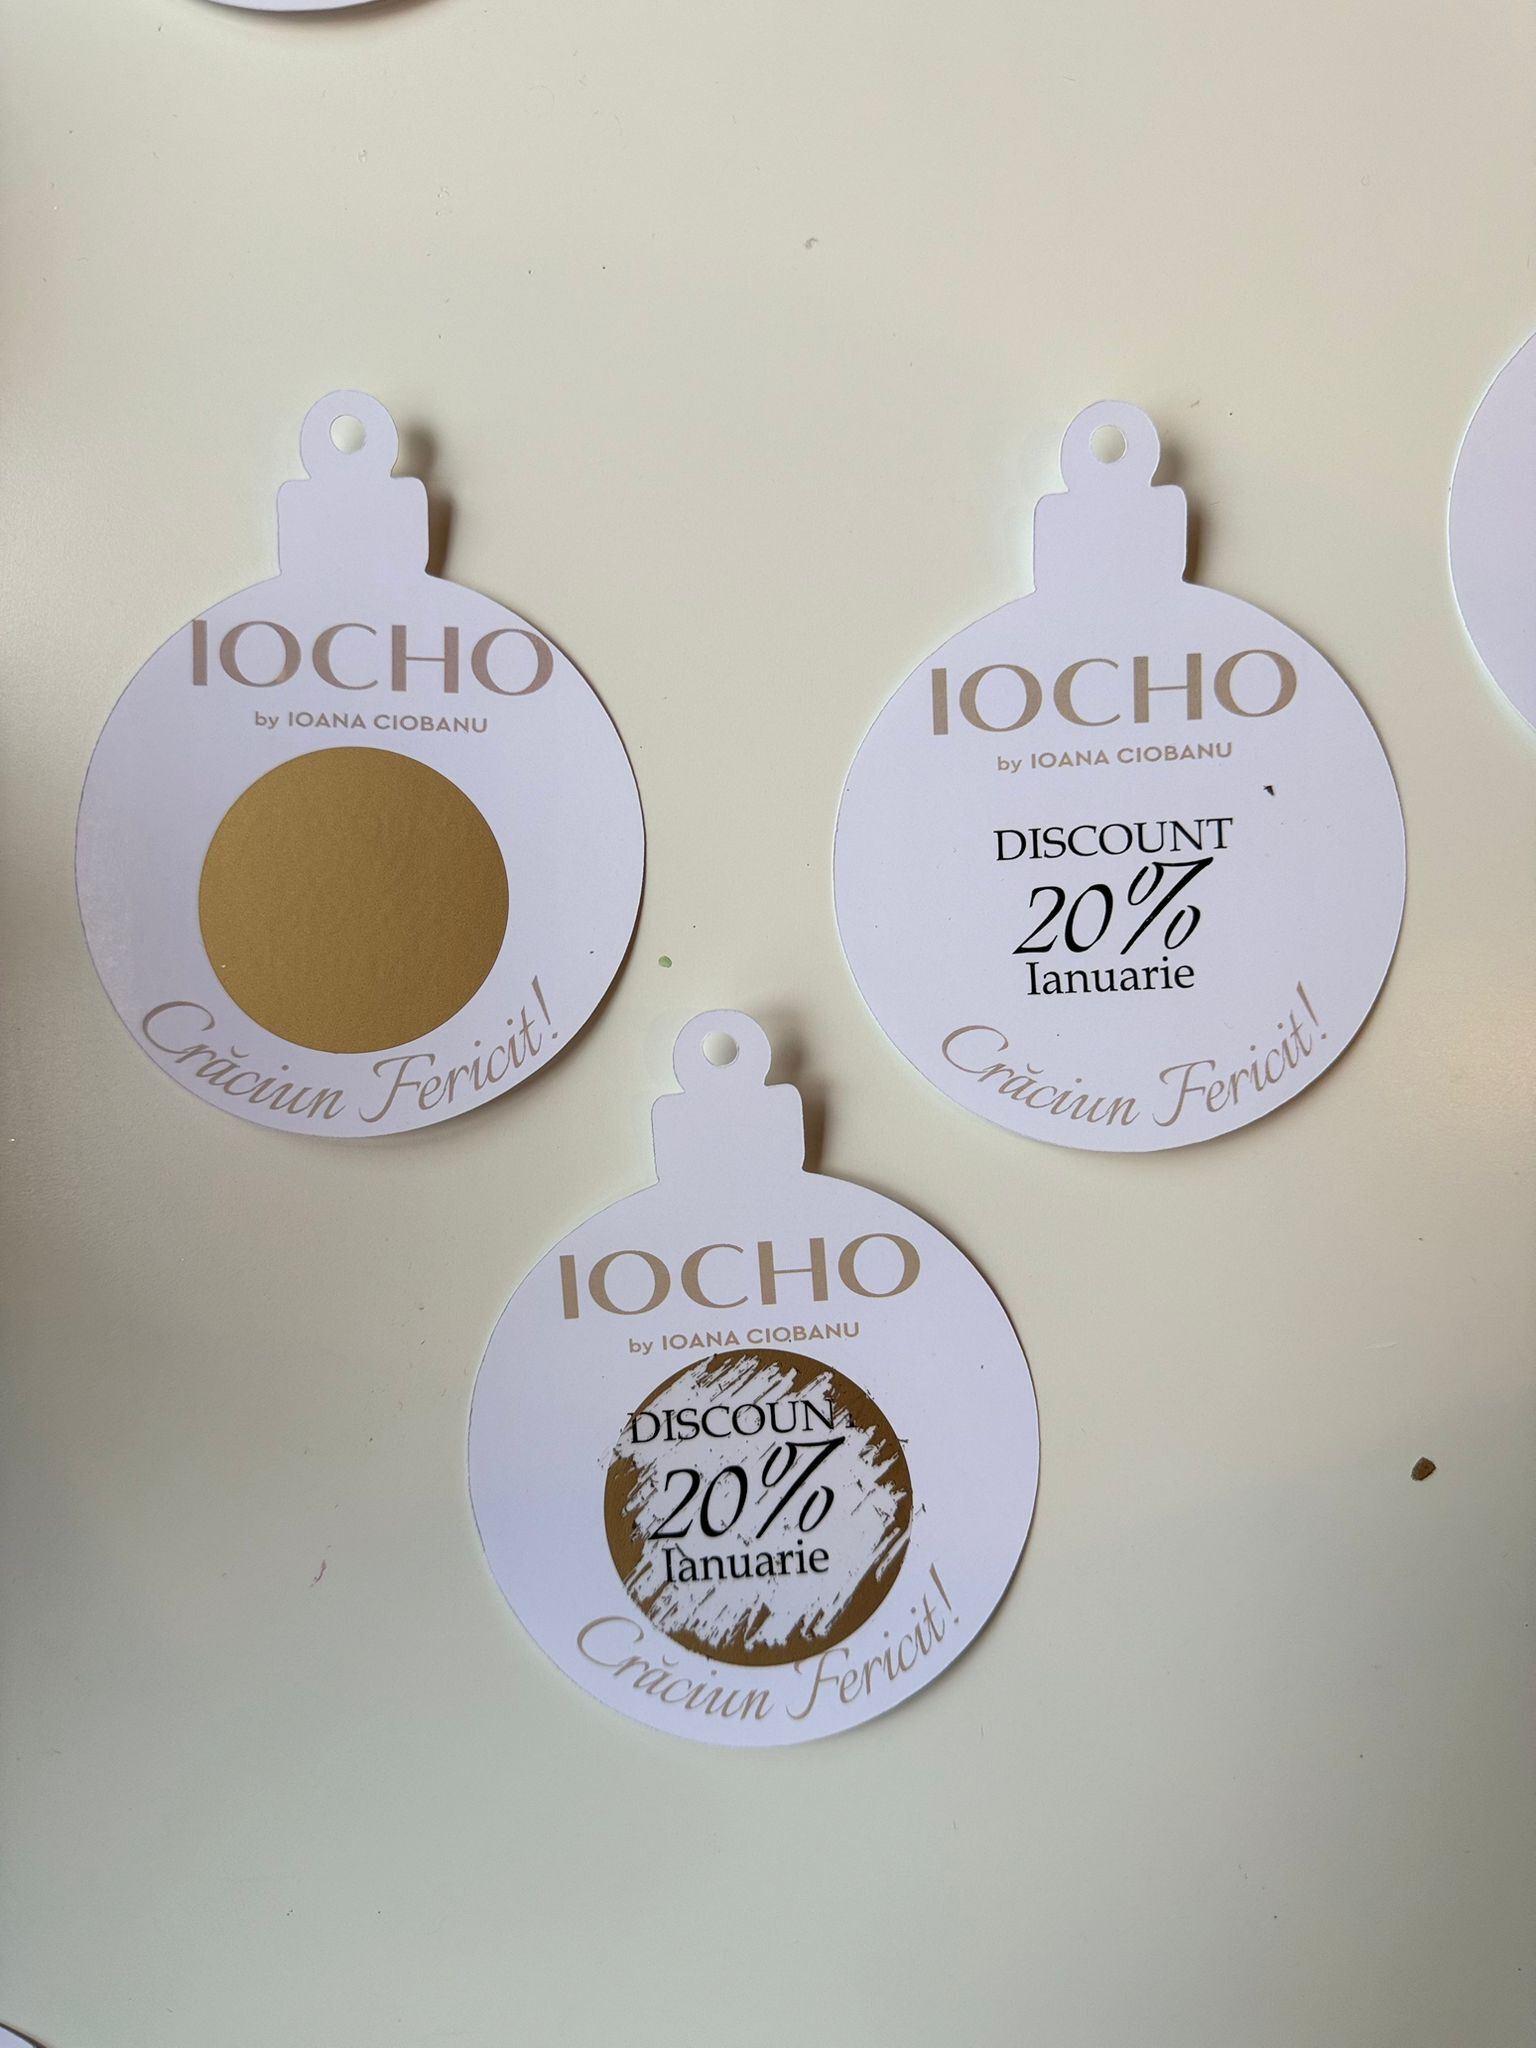 IOCHO
by IOANA CIOBANU
Crăciun Fericit!
IOCHO
by IOANA CIOBANU
DISCOUNT
20%
Ianuarie
Crăciun Fericit!
IOCHO
by IOANA CIOBANU
DISCOUNT
20%
Ianuarie
Crăciun Fericit!